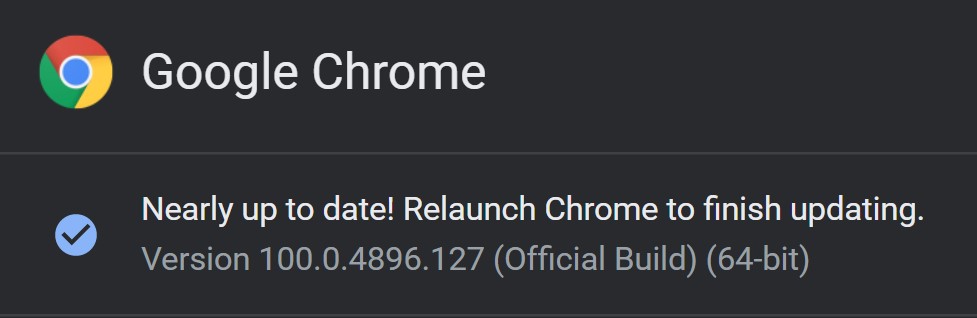 Google Chrome
Nearly up to date! Relaunch Chrome to finish updating.
Version 100.0.4896.127 (Official Build) (64-bit)